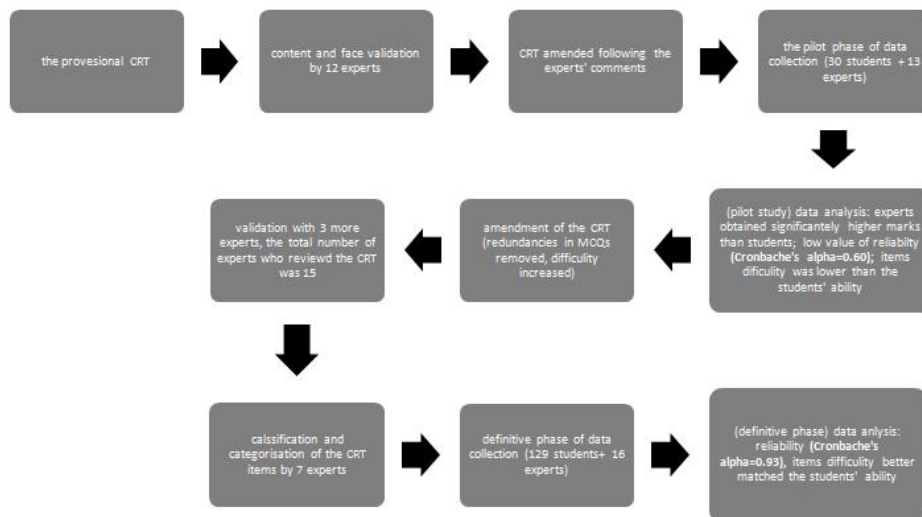 the provesional CRT
content and face validation
by 12 experts
CRT amended following the
experts' comments
the pilot phase of data
collection (30 students +13
experts)
(pilot study) data analysis: experts
obtained significantely higher marks
than students; low value of reliabilty
(Cronbache's alpha=0.60); items
dificulity was lower than the
students' ability
amendment of the CRT
(redundancies in MCQs
removed, difficulity
increased)
validation with 3 more
experts, the total number of
experts who reviewd the CRT
was 15
calssification and
categorisation of the CRT
items by 7 experts
definitive phase of data
collection (129 students+ 16
experts)
(definitive phase) data anlysis:
reliability (Cronbache's
alpha=0.93), items difficulity better
matched the students' ability